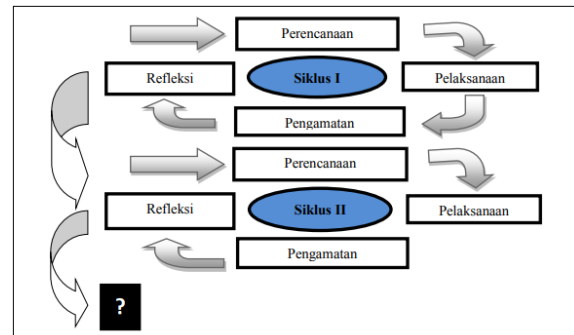 Perencanaan
Refleksi
Siklus I
Pelaksanaan
Pengamatan
Perencanaan
Refleksi
Siklus II
Pelaksanaan
Pengamatan
?